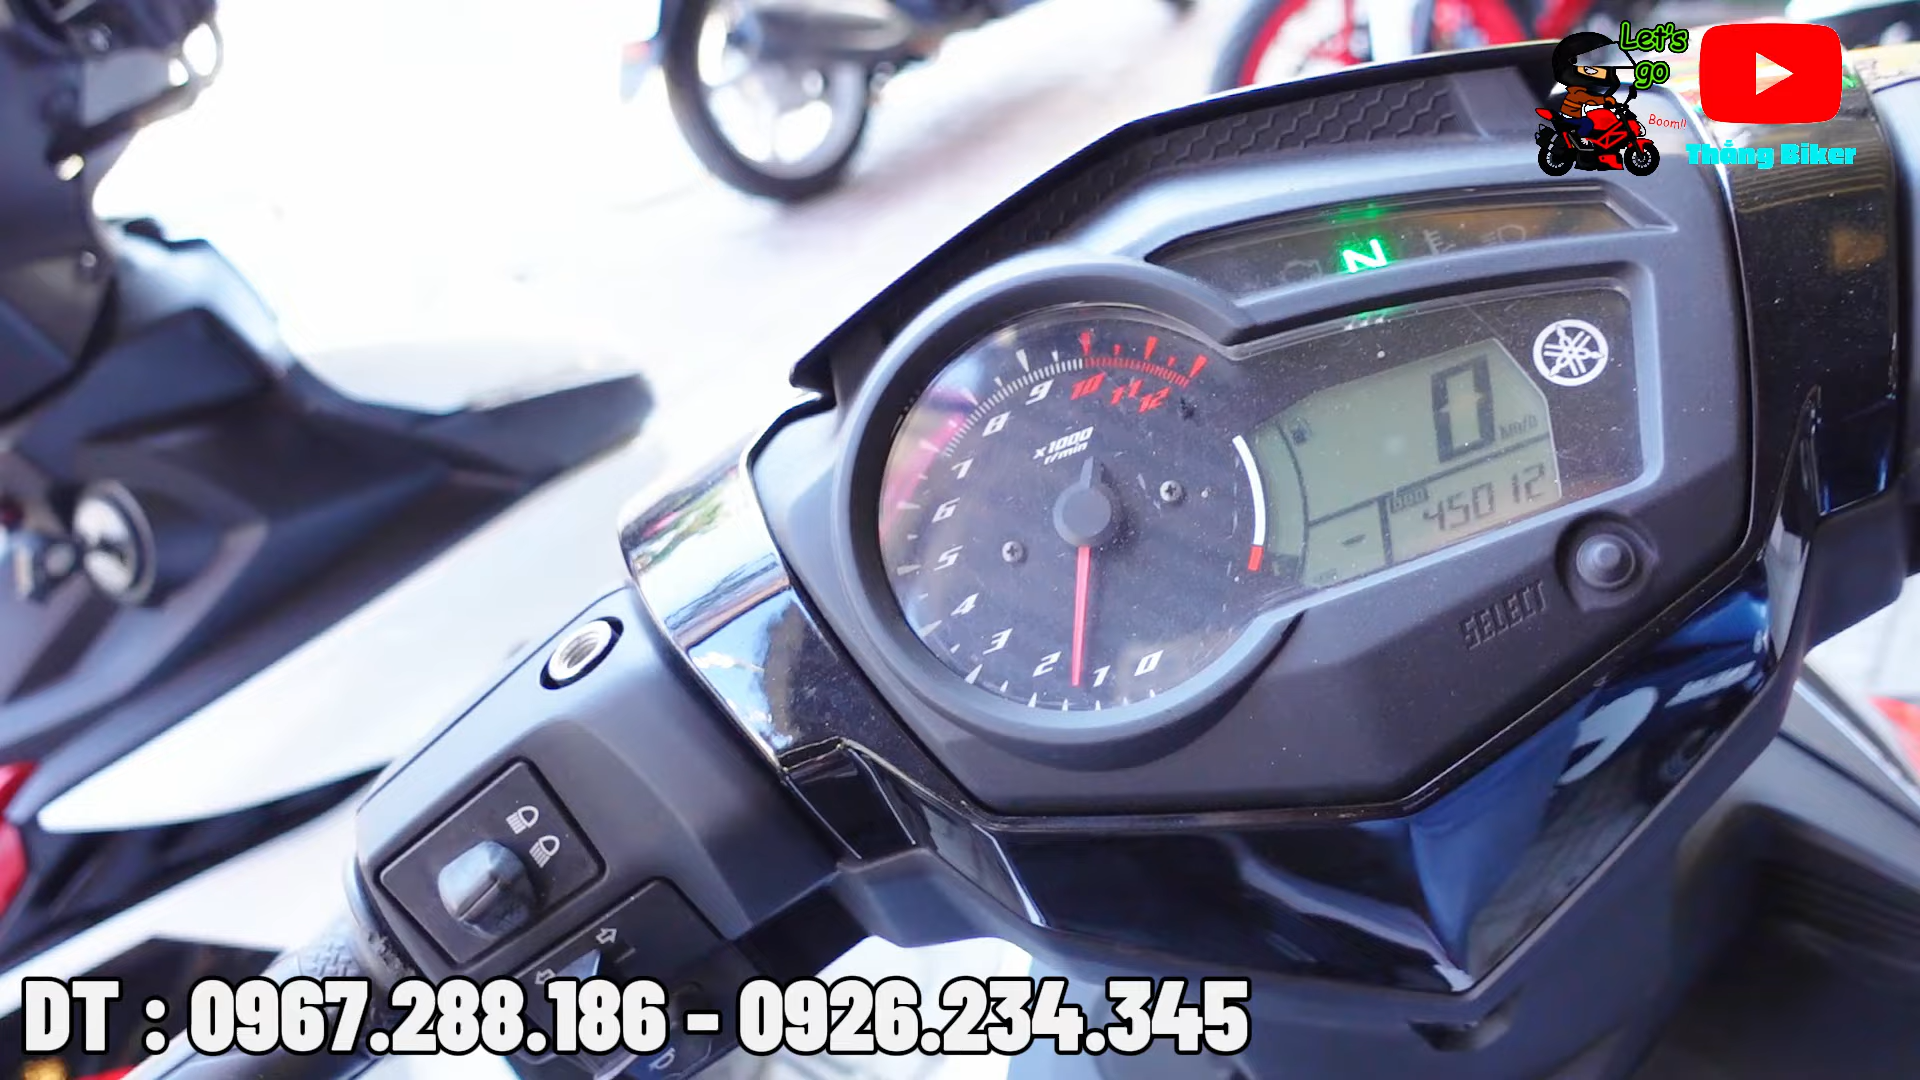 Let's
go
Boom!!
Thắng Biker
N
10
11
12
9
8
7
6
5
4
3
2
1
0
x1000
r/min
0
km/h
ODO
45012
SELECT
DT : 0967.288.186 - 0926.234.345